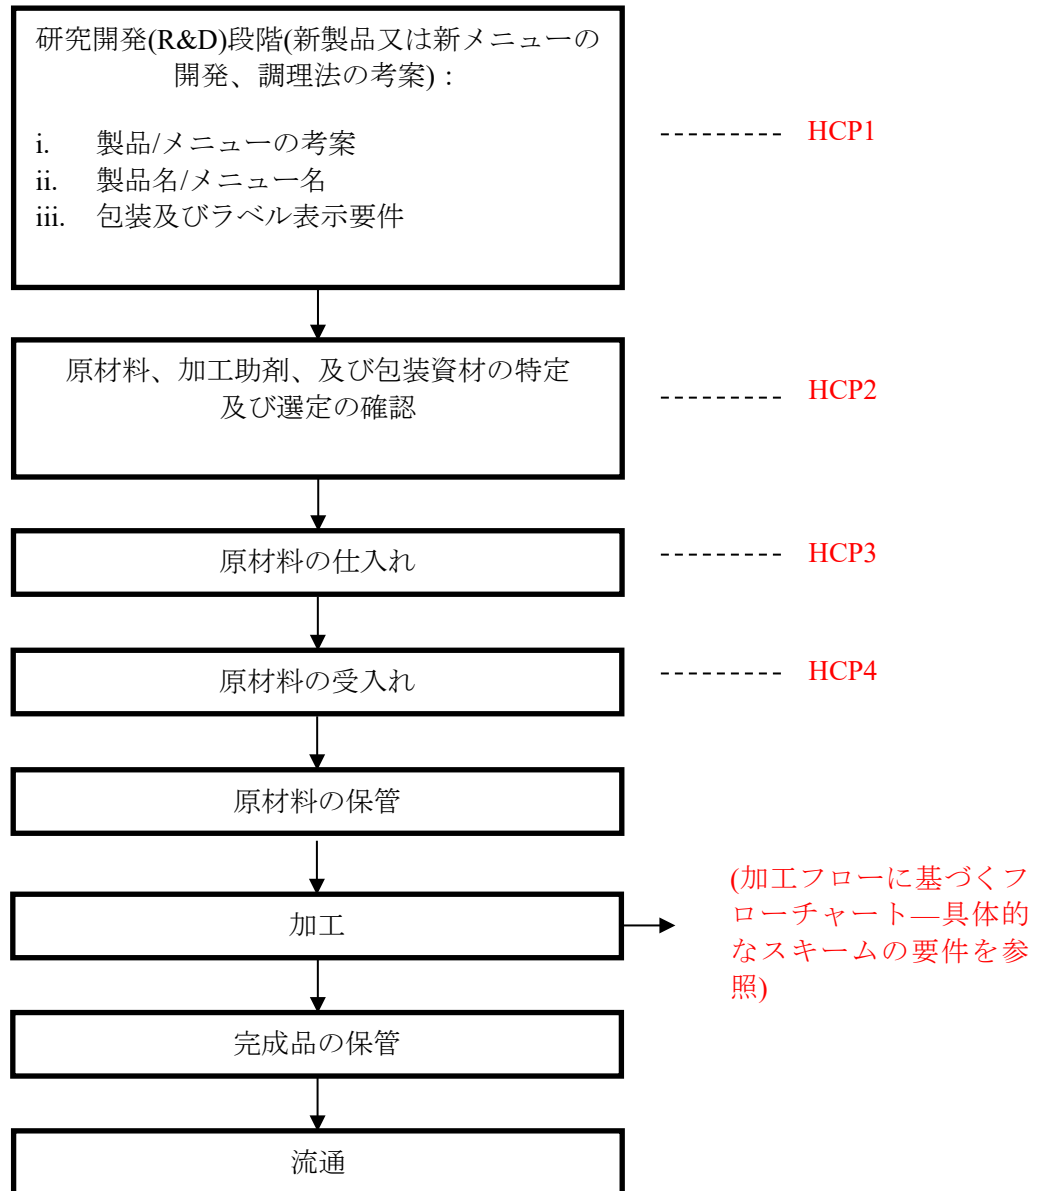 研究開発(R&D)段階(新製品又は新メニューの
開発、調理法の考案)：
i. 製品/メニューの考案
ii. 製品名/メニュー名
iii. 包装及びラベル表示要件
HCP1
原材料、加工助剤、及び包装資材の特定
及び選定の確認
HCP2
原材料の仕入れ
HCP3
原材料の受入れ
HCP4
原材料の保管
加工
(加工フローに基づくフ
ローチャート—具体的
なスキームの要件を参
照)
完成品の保管
流通